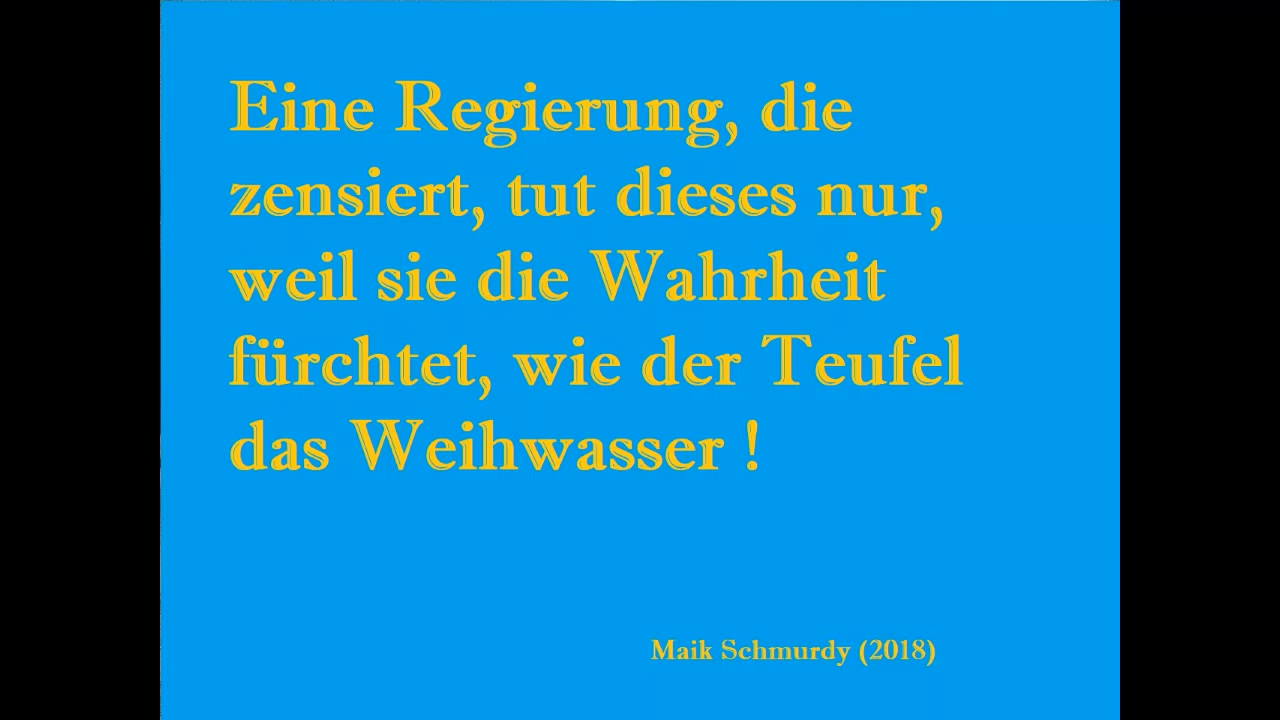 Eine Regierung, die
zensiert, tut dieses nur,
weil sie die Wahrheit
fürchtet, wie der Teufel
das Weihwasser !
Maik Schmurdy (2018)